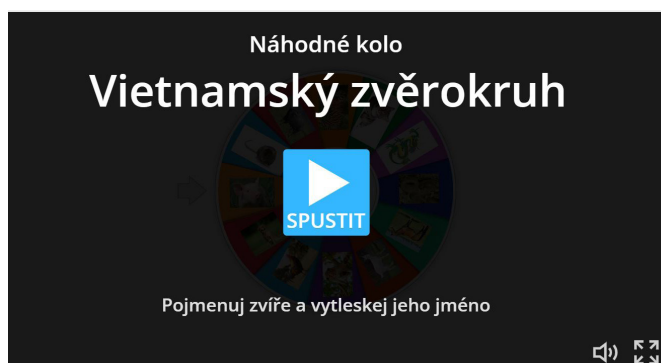 Náhodné kolo
Vietnamský zvěrokruh
SPUSTIT
Pojmenuj zvíře a vytleskej jeho jméno